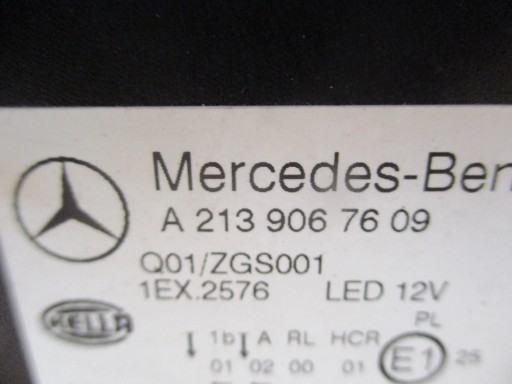 Mercedes-Ben
A 213 906 76 09
Q01/ZGS001
1EX.2576 LED 12V
HELLA
PL
1b A RL HCR
01 02 00 01 E1 25